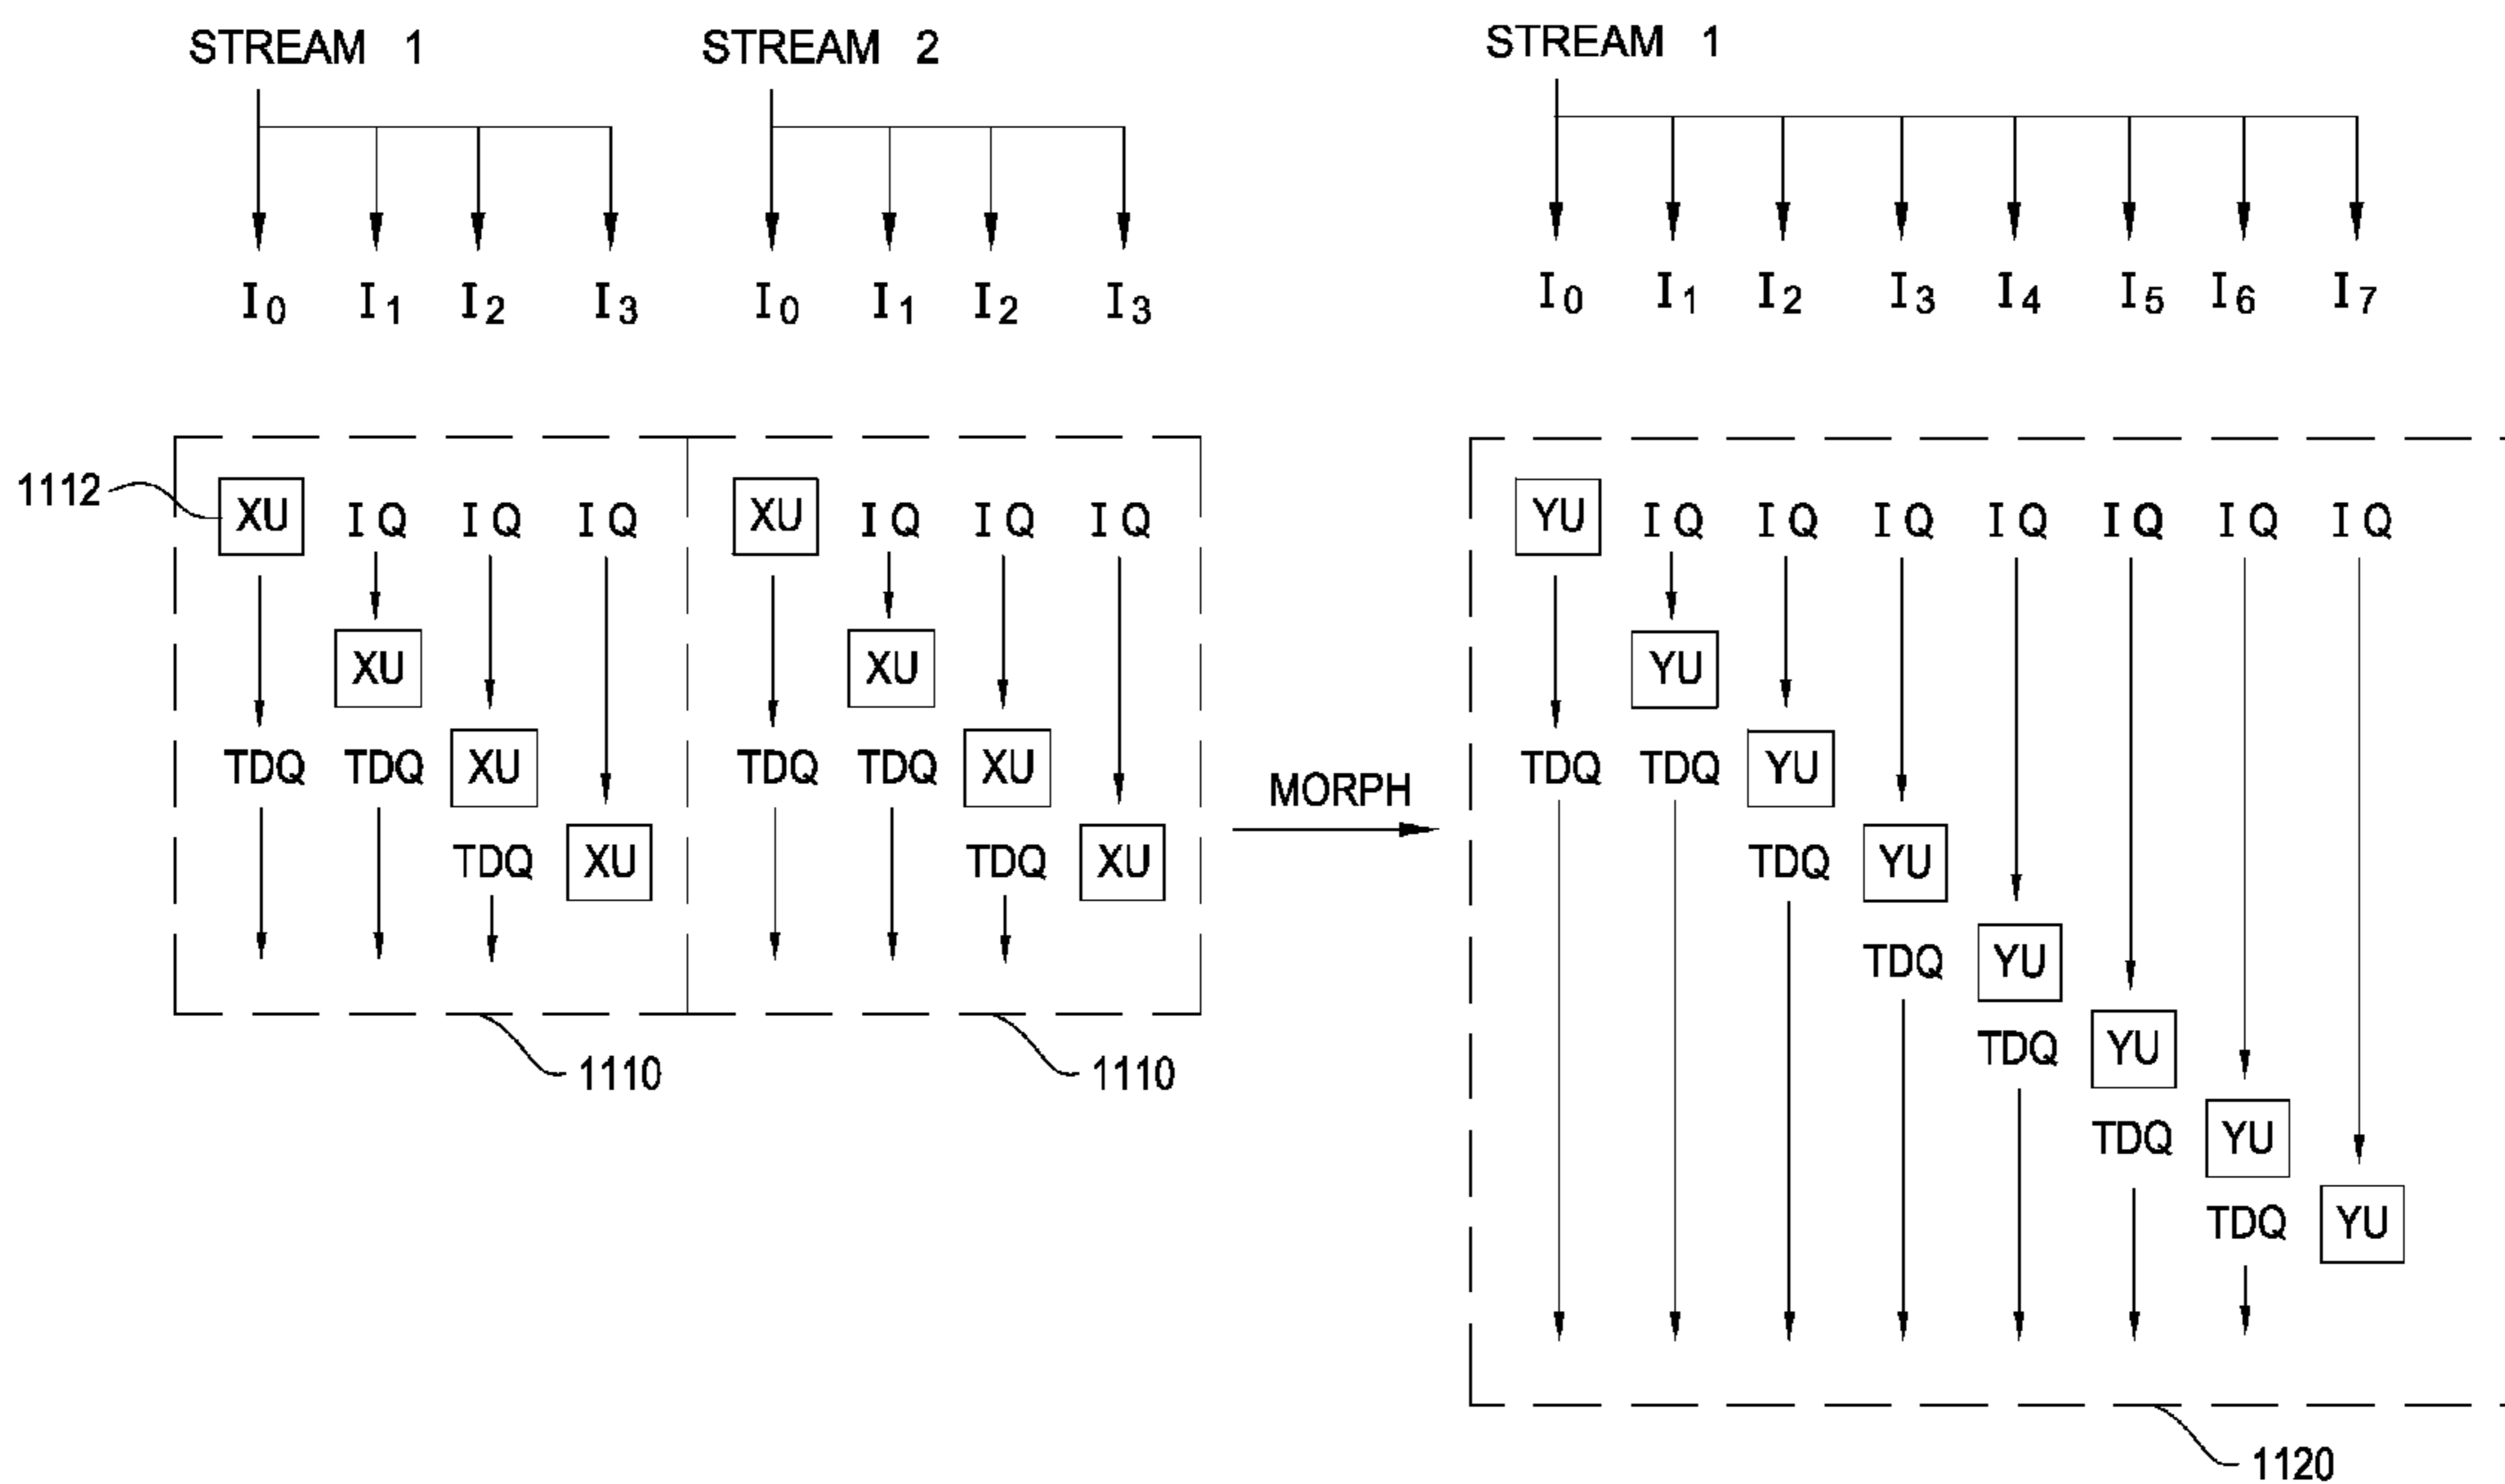 STREAM 1 STREAM 2 STREAM 1
I0 I1 I2 I3 I0 I1 I2 I3 I0 I1 I2 I3 I4 I5 I6 I7
1112 XU IQ IQ IQ XU IQ IQ IQ YU IQ IQ IQ IQ IQ IQ IQ
XU XU YU
TDQ TDQ XU TDQ TDQ XU TDQ TDQ YU
MORPH
TDQ XU TDQ XU TDQ YU
TDQ YU
TDQ YU
1110 1110
TDQ YU
TDQ YU
1120